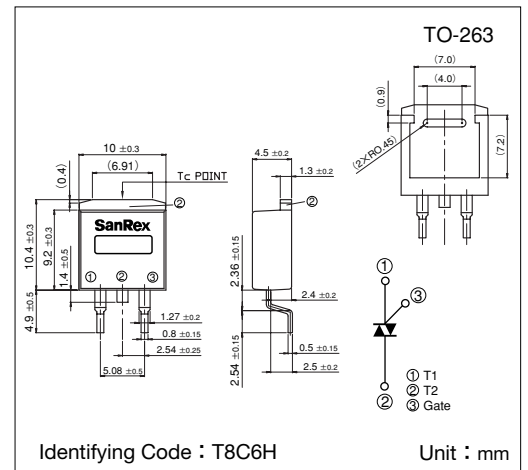 TO-263
(7.0)
(4.0)
(0.9)
(7.2)
(2×R0.45)
10 ±0.3
(6.91)
(0.4)
Tc POINT
②
SanRex
① ② ③
10.4 ±0.3
9.2 ±0.3
1.4 ±0.5
4.9 ±0.5
1.27 ±0.2
0.8 ±0.15
2.54 ±0.25
5.08 ±0.5
4.5 ±0.2
1.3 ±0.2
②
2.36 ±0.15
2.4 ±0.2
2.54 ±0.15
0.5 ±0.15
2.5 ±0.2
①
③
②
① T1
② T2
③ Gate
Identifying Code：T8C6H
Unit：mm